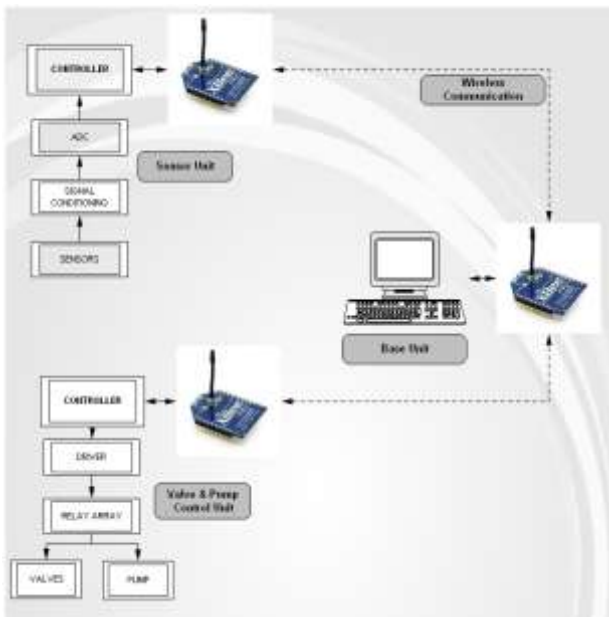 CONTROLLER
Wireless
Communication
ADC
Sensor Unit
SIGNAL
CONDITIONING
SENSORS
Base Unit
CONTROLLER
DRIVER
Valve & Pump
Control Unit
RELAY ARRAY
VALVES
PUMP